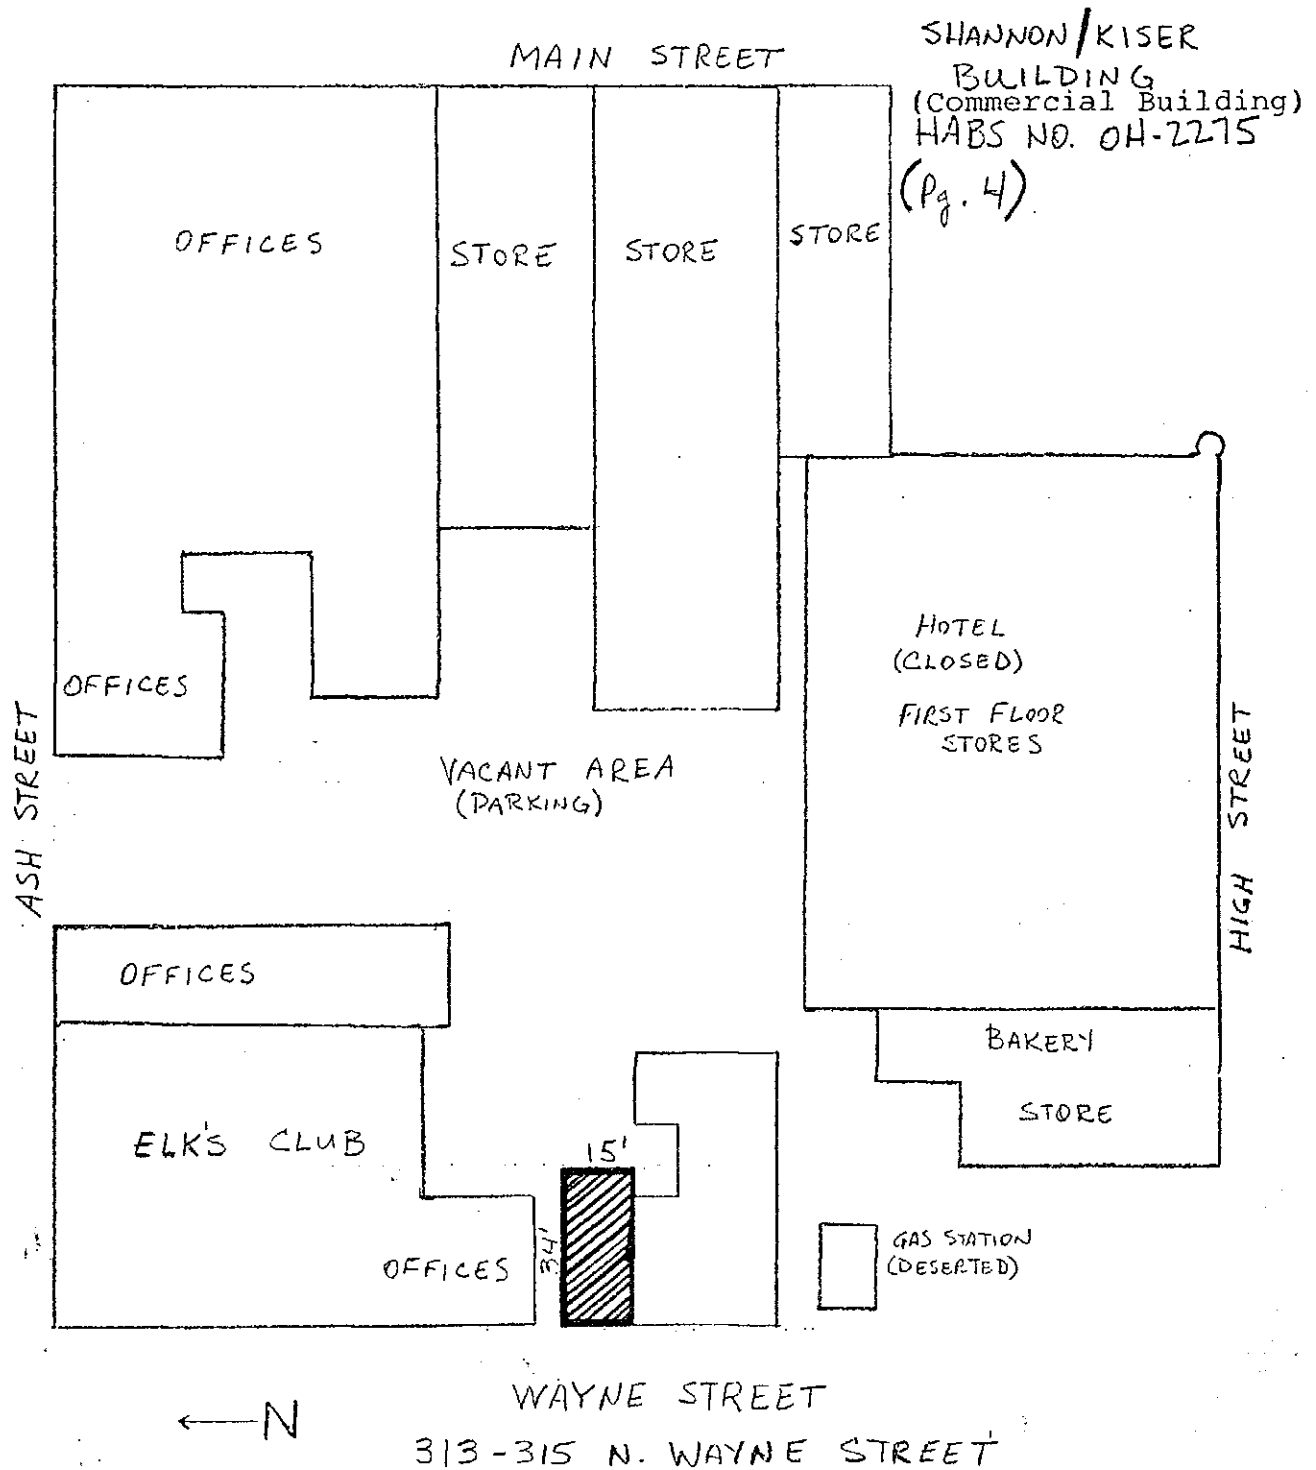 SHANNON/KISER
BUILDING
(Commercial Building)
HABS NO. OH-2275
(Pg. 4)
MAIN STREET
OFFICES
STORE
STORE
STORE
HOTEL
(CLOSED)
FIRST FLOOR
STORES
OFFICES
VACANT AREA
(PARKING)
ASH STREET
HIGH STREET
OFFICES
BAKERY
STORE
ELK'S CLUB
15'
34'
OFFICES
GAS STATION
(DESERTED)
WAYNE STREET
←N
313-315 N. WAYNE STREET